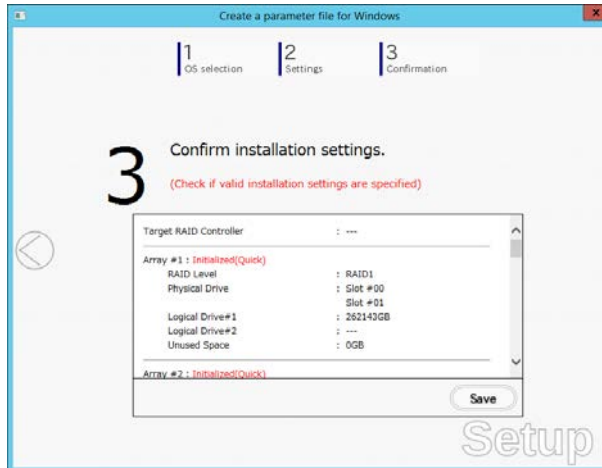 Create a parameter file for Windows
x
1 2 3
OS selection Settings Confirmation
3 Confirm installation settings.
(Check if valid installation settings are specified)
Target RAID Controller : ---
Array #1 : Initialized(Quick)
RAID Level : RAID1
Physical Drive : Slot #00
Slot #01
Logical Drive#1 : 262143GB
Logical Drive#2 : ---
Unused Space : 0GB
Array #2 : Initialized(Quick)
Save
Setup